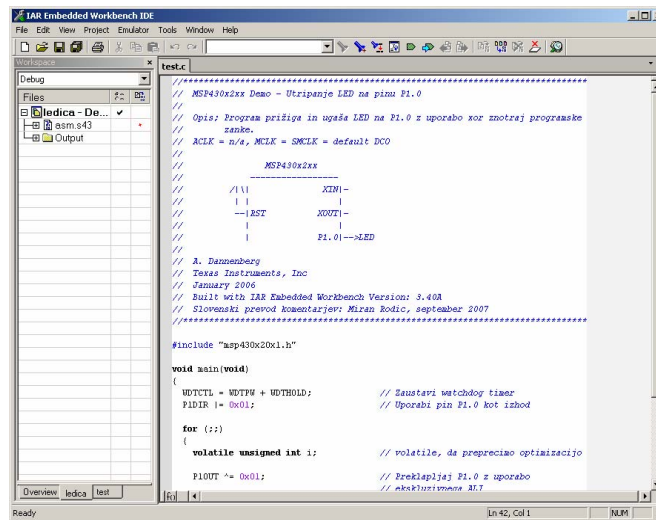 IAR Embedded Workbench IDE
File Edit View Project Emulator Tools Window Help
Workspace
test.c
Debug
Files
ledica - De...
asm.s43
Output
//*****************************************************************************
// MSP430x2xx Demo - Utripanje LED na pinu P1.0
//
// Opis; Program prižiga in ugaša LED na P1.0 z uporabo xor znotraj programske
// zanke.
// ACLK = n/a, MCLK = SMCLK = default DCO
//
// MSP430x2xx
// -----------------
// /|\| XIN|-
// | | |
// --|RST XOUT|-
// | |
// | P1.0|-->LED
//
// A. Dannenberg
// Texas Instruments, Inc
// January 2006
// Built with IAR Embedded Workbench Version: 3.40A
// Slovenski prevod komentarjev: Miran Rodic, september 2007
//*****************************************************************************
#include "msp430x20x1.h"
void main(void)
{
WDTCTL = WDTPW + WDTHOLD; // Zaustavi watchdog timer
P1DIR |= 0x01; // Uporabi pin P1.0 kot izhod
for (;;)
{
volatile unsigned int i; // volatile, da preprecimo optimizacijo
P1OUT ^= 0x01; // Preklapljaj P1.0 z uporabo
// ekskluzivnega ALI
Overview ledica test
f()
Ready Ln 42, Col 1 NUM